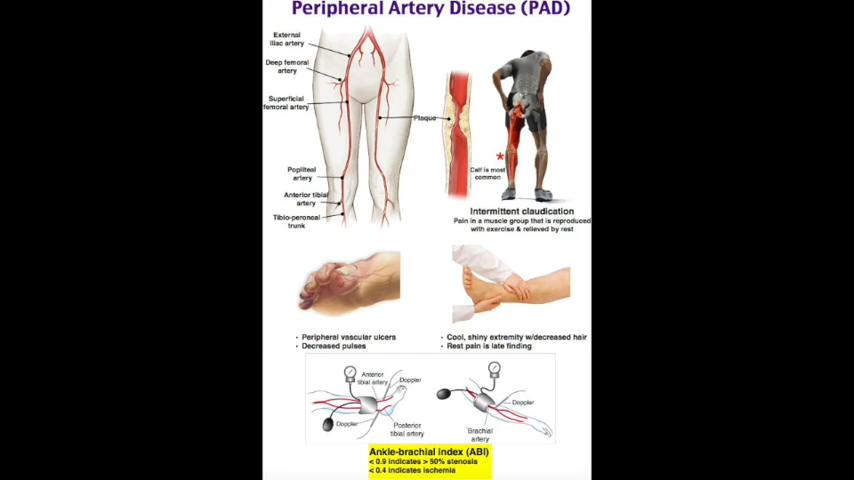 Peripheral Artery Disease (PAD)
External
iliac artery
Deep femoral
artery
Superficial
femoral artery
Plaque
Popliteal
artery
Anterior tibial
artery
Tibio-peroneal
trunk
*
Calf is most
common
Intermittent claudication
Pain in a muscle group that is reproduced
with exercise & relieved by rest
• Peripheral vascular ulcers
• Decreased pulses
• Cool, shiny extremity w/decreased hair
• Rest pain is late finding
Anterior
tibial artery
Doppler
Doppler
Posterior
tibial artery
Doppler
Brachial
artery
Ankle-brachial index (ABI)
< 0.9 indicates > 50% stenosis
< 0.4 indicates ischemia